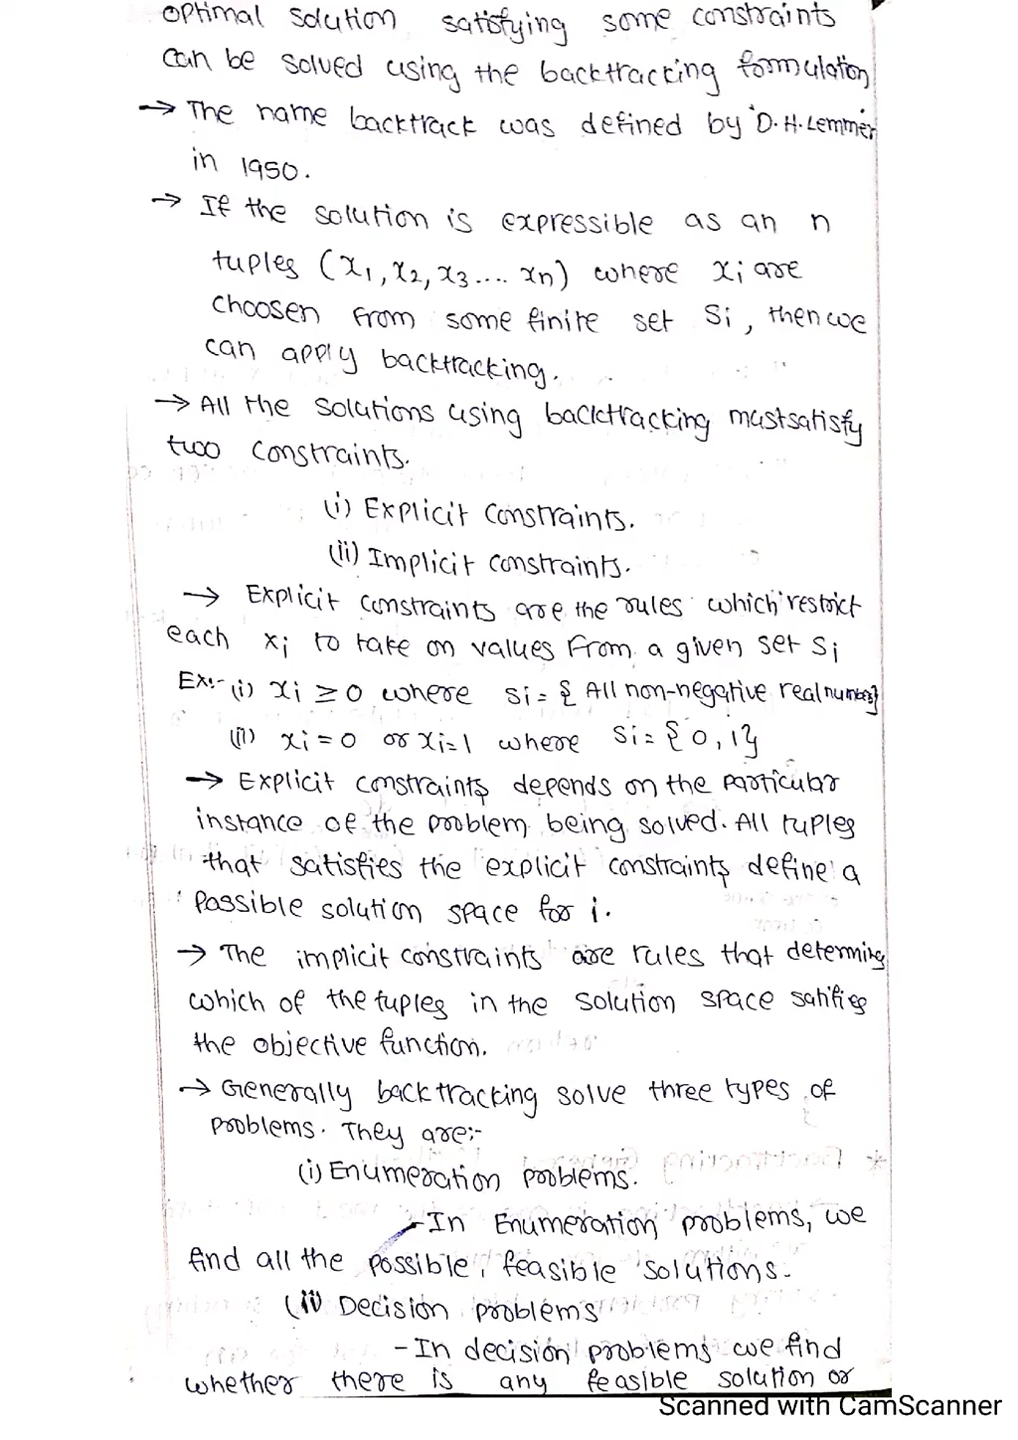 optimal solution satisfying some constraints
can be solved using the backtracking formulation
→ The name backtrack was defined by D.H.Lemmer
in 1950.
→ If the solution is expressible as an n
tuples (x1, x2, x3.... xn) where xi are
choosen from some finite set Si, then we
can apply backtracking.
→ All the solutions using backtracking must satisfy
two constraints.
(i) Explicit constraints.
(ii) Implicit constraints.
→ Explicit constraints are the rules which restrict
each xi to take on values from a given set Si
Ex:- (i) xi ≥ 0 where si = { All non-negative real numbers}
(ii) xi = 0 or xi=1 where Si = {0,1}
→ Explicit constraints depends on the particular
instance of the problem being solved. All tuples
that satisfies the explicit constraints define a
possible solution space for i.
→ The implicit constraints are rules that determines
which of the tuples in the solution space satifies
the objective function.
→ Generally backtracking solve three types of
problems. They are:-
(i) Enumeration problems.
- In Enumeration problems, we
find all the possible, feasible solutions.
(ii) Decision problems
- In decision problems we find
whether there is any feasible solution or
Scanned with CamScanner